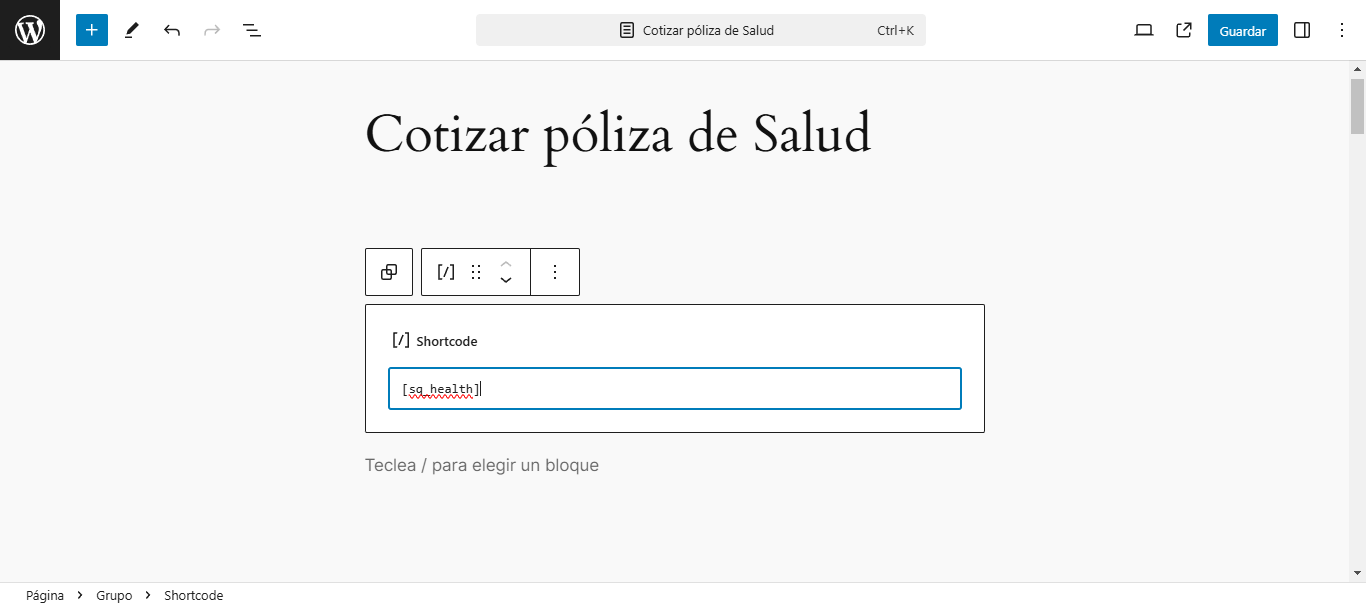 Cotizar póliza de Salud Ctrl+K
Guardar
Cotizar póliza de Salud
[/]
[/] Shortcode
[sq_health]
Teclea / para elegir un bloque
Página > Grupo > Shortcode